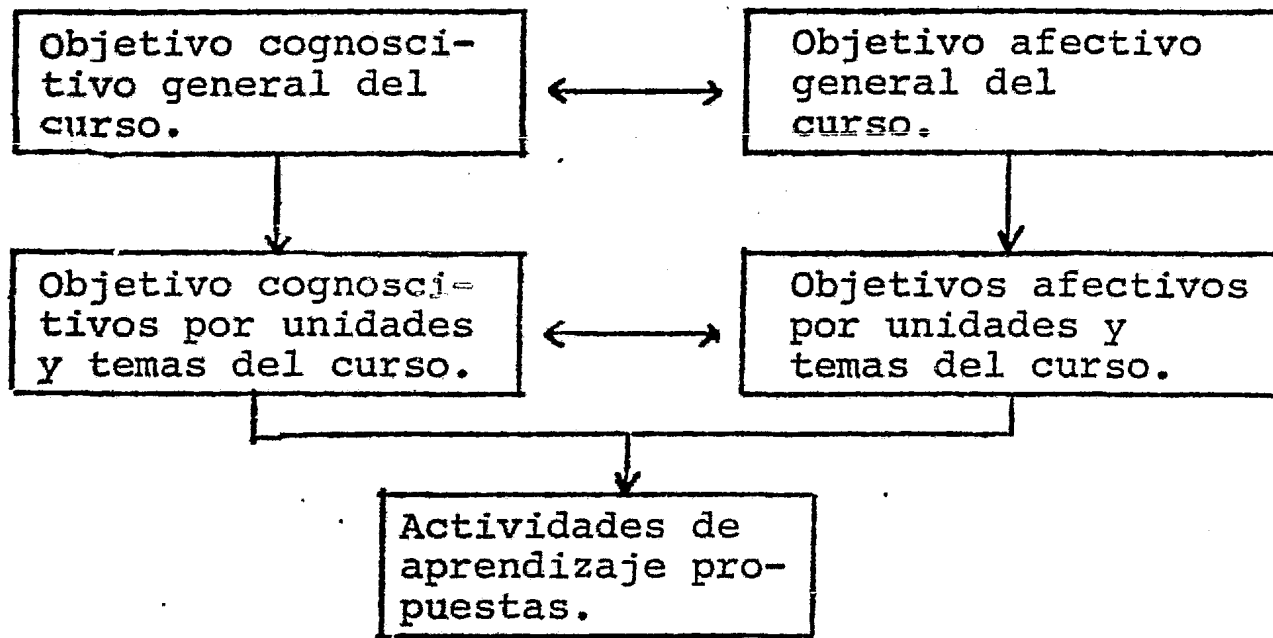 Objetivo cognosci-
tivo general del
curso.
Objetivo afectivo
general del
curso.
Objetivo cognosci-
tivos por unidades
y temas del curso.
Objetivos afectivos
por unidades y
temas del curso.
Actividades de
aprendizaje pro-
puestas.